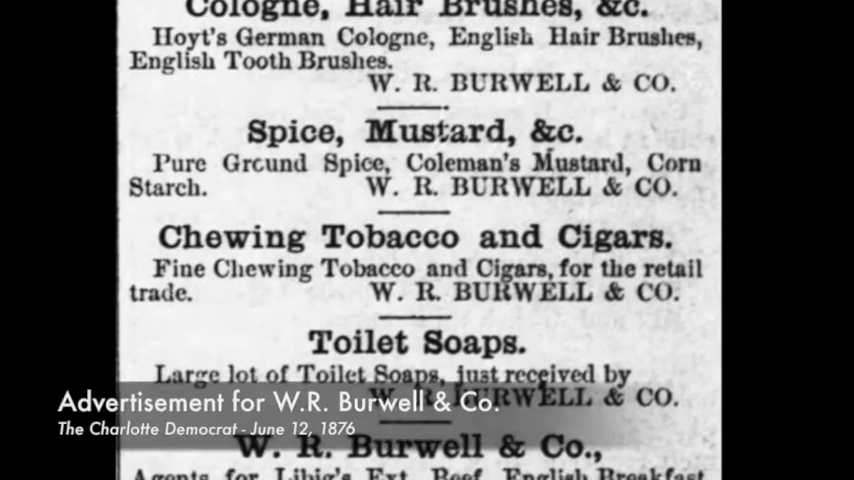 Cologne, Hair Brushes, &c.
Hoyt's German Cologne, English Hair Brushes,
English Tooth Brushes.
W. R. BURWELL & CO.
Spice, Mustard, &c.
Pure Ground Spice, Coleman's Mustard, Corn
Starch. W. R. BURWELL & CO.
Chewing Tobacco and Cigars.
Fine Chewing Tobacco and Cigars, for the retail
trade. W. R. BURWELL & CO.
Toilet Soaps.
Large lot of Toilet Soaps, just received by
W. R. BURWELL & CO.
Advertisement for W.R. Burwell & Co.
The Charlotte Democrat - June 12, 1876
W. R. Burwell & Co.,
Agents for Libig's Ext. Beef, English Breakfast